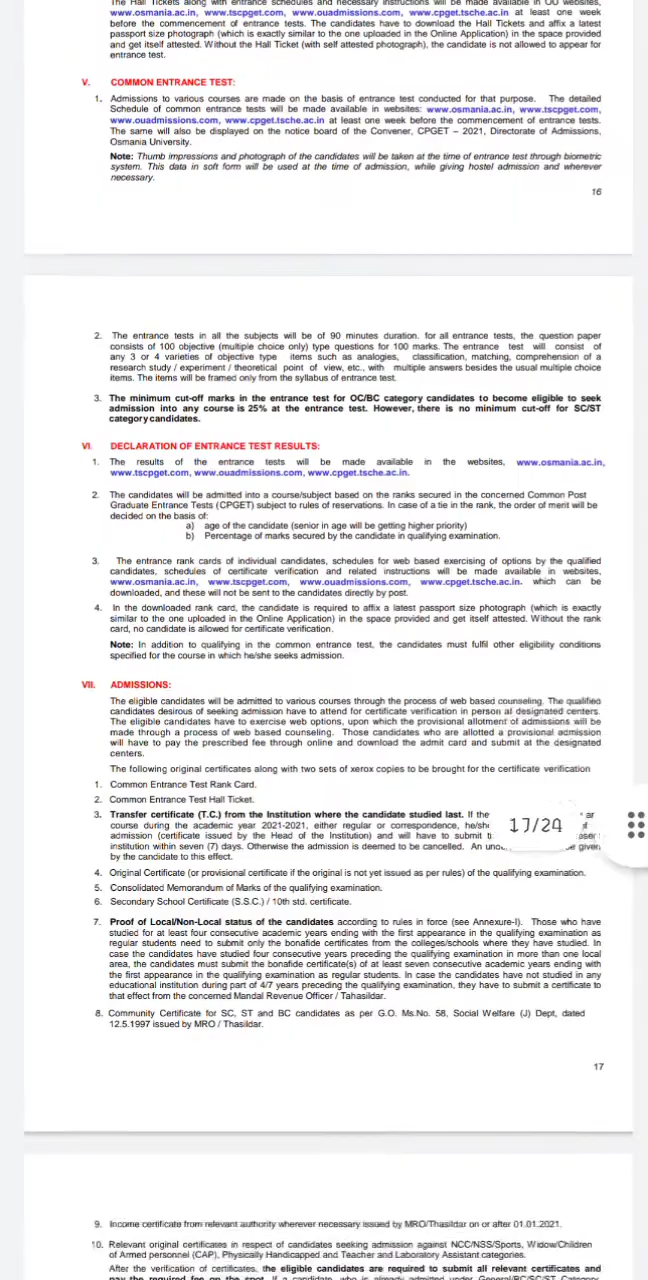 The Hall Tickets along with entrance schedules and necessary instructions will be made available in OU websites,
www.osmania.ac.in, www.tscpget.com, www.ouadmissions.com, www.cpget.tsche.ac.in at least one week
before the commencement of entrance tests. The candidates have to download the Hall Tickets and affix a latest
passport size photograph (which is exactly similar to the one uploaded in the Online Application) in the space provided
and get itself attested. Without the Hall Ticket (with self attested photograph), the candidate is not allowed to appear for
entrance test.
V. COMMON ENTRANCE TEST:
1. Admissions to various courses are made on the basis of entrance test conducted for that purpose. The detailed
Schedule of common entrance tests will be made available in websites: www.osmania.ac.in, www.tscpget.com,
www.ouadmissions.com, www.cpget.tsche.ac.in at least one week before the commencement of entrance tests.
The same will also be displayed on the notice board of the Convener, CPGET – 2021, Directorate of Admissions,
Osmania University.
Note: Thumb impressions and photograph of the candidates will be taken at the time of entrance test through biometric
system. This data in soft form will be used at the time of admission, while giving hostel admission and wherever
necessary.
16
2. The entrance tests in all the subjects will be of 90 minutes duration. for all entrance tests, the question paper
consists of 100 objective (multiple choice only) type questions for 100 marks. The entrance test will consist of
any 3 or 4 varieties of objective type items such as analogies, classification, matching, comprehension of a
research study / experiment / theoretical point of view, etc., with multiple answers besides the usual multiple choice
items. The items will be framed only from the syllabus of entrance test.
3. The minimum cut-off marks in the entrance test for OC/BC category candidates to become eligible to seek
admission into any course is 25% at the entrance test. However, there is no minimum cut-off for SC/ST
category candidates.
VI. DECLARATION OF ENTRANCE TEST RESULTS:
1. The results of the entrance tests will be made available in the websites, www.osmania.ac.in,
www.tscpget.com, www.ouadmissions.com, www.cpget.tsche.ac.in.
2. The candidates will be admitted into a course/subject based on the ranks secured in the concerned Common Post
Graduate Entrance Tests (CPGET) subject to rules of reservations. In case of a tie in the rank, the order of merit will be
decided on the basis of:
a) age of the candidate (senior in age will be getting higher priority)
b) Percentage of marks secured by the candidate in qualifying examination.
3. The entrance rank cards of individual candidates, schedules for web based exercising of options by the qualified
candidates, schedules of certificate verification and related instructions will be made available in websites,
www.osmania.ac.in, www.tscpget.com, www.ouadmissions.com, www.cpget.tsche.ac.in. which can be
downloaded, and these will not be sent to the candidates directly by post.
4. In the downloaded rank card, the candidate is required to affix a latest passport size photograph (which is exactly
similar to the one uploaded in the Online Application) in the space provided and get itself attested. Without the rank
card, no candidate is allowed for certificate verification.
Note: In addition to qualifying in the common entrance test, the candidates must fulfil other eligibility conditions
specified for the course in which he/she seeks admission.
VII. ADMISSIONS:
The eligible candidates will be admitted to various courses through the process of web based counseling. The qualified
candidates desirous of seeking admission have to attend for certificate verification in person at designated centers.
The eligible candidates have to exercise web options, upon which the provisional allotment of admissions will be
made through a process of web based counseling. Those candidates who are allotted a provisional admission
will have to pay the prescribed fee through online and download the admit card and submit at the designated
centers.
The following original certificates along with two sets of xerox copies to be brought for the certificate verification
1. Common Entrance Test Rank Card.
2. Common Entrance Test Hall Ticket.
3. Transfer certificate (T.C.) from the Institution where the candidate studied last. If the
course during the academic year 2021-2021, either regular or correspondence, he/she
admission (certificate issued by the Head of the Institution) and will have to submit
institution within seven (7) days. Otherwise the admission is deemed to be cancelled. An given
by the candidate to this effect.
17/24
4. Original Certificate (or provisional certificate if the original is not yet issued as per rules) of the qualifying examination.
5. Consolidated Memorandum of Marks of the qualifying examination.
6. Secondary School Certificate (S.S.C.) / 10th std. certificate.
7. Proof of Local/Non-Local status of the candidates according to rules in force (see Annexure-I). Those who have
studied for at least four consecutive academic years ending with the first appearance in the qualifying examination as
regular students need to submit only the bonafide certificates from the colleges/schools where they have studied. In
case the candidates have studied four consecutive years preceding the qualifying examination in more than one local
area, the candidates must submit the bonafide certificate(s) of at least seven consecutive academic years ending with
the first appearance in the qualifying examination as regular students. In case the candidates have not studied in any
educational institution during part of 4/7 years preceding the qualifying examination, they have to submit a certificate to
that effect from the concerned Mandal Revenue Officer / Tahasildar.
8. Community Certificate for SC, ST and BC candidates as per G.O. Ms.No. 58, Social Welfare (J) Dept, dated
12.5.1997 issued by MRO / Thasildar.
17
9. Income certificate from relevant authority wherever necessary issued by MRO/Thasildar on or after 01.01.2021.
10. Relevant original certificates in respect of candidates seeking admission against NCC/NSS/Sports, Widow/Children
of Armed personnel (CAP), Physically Handicapped and Teacher and Laboratory Assistant categories.
After the verification of certificates, the eligible candidates are required to submit all relevant certificates and
pay the required fee on the spot. If a candidate, who is already admitted under General/BC/SC/ST Category